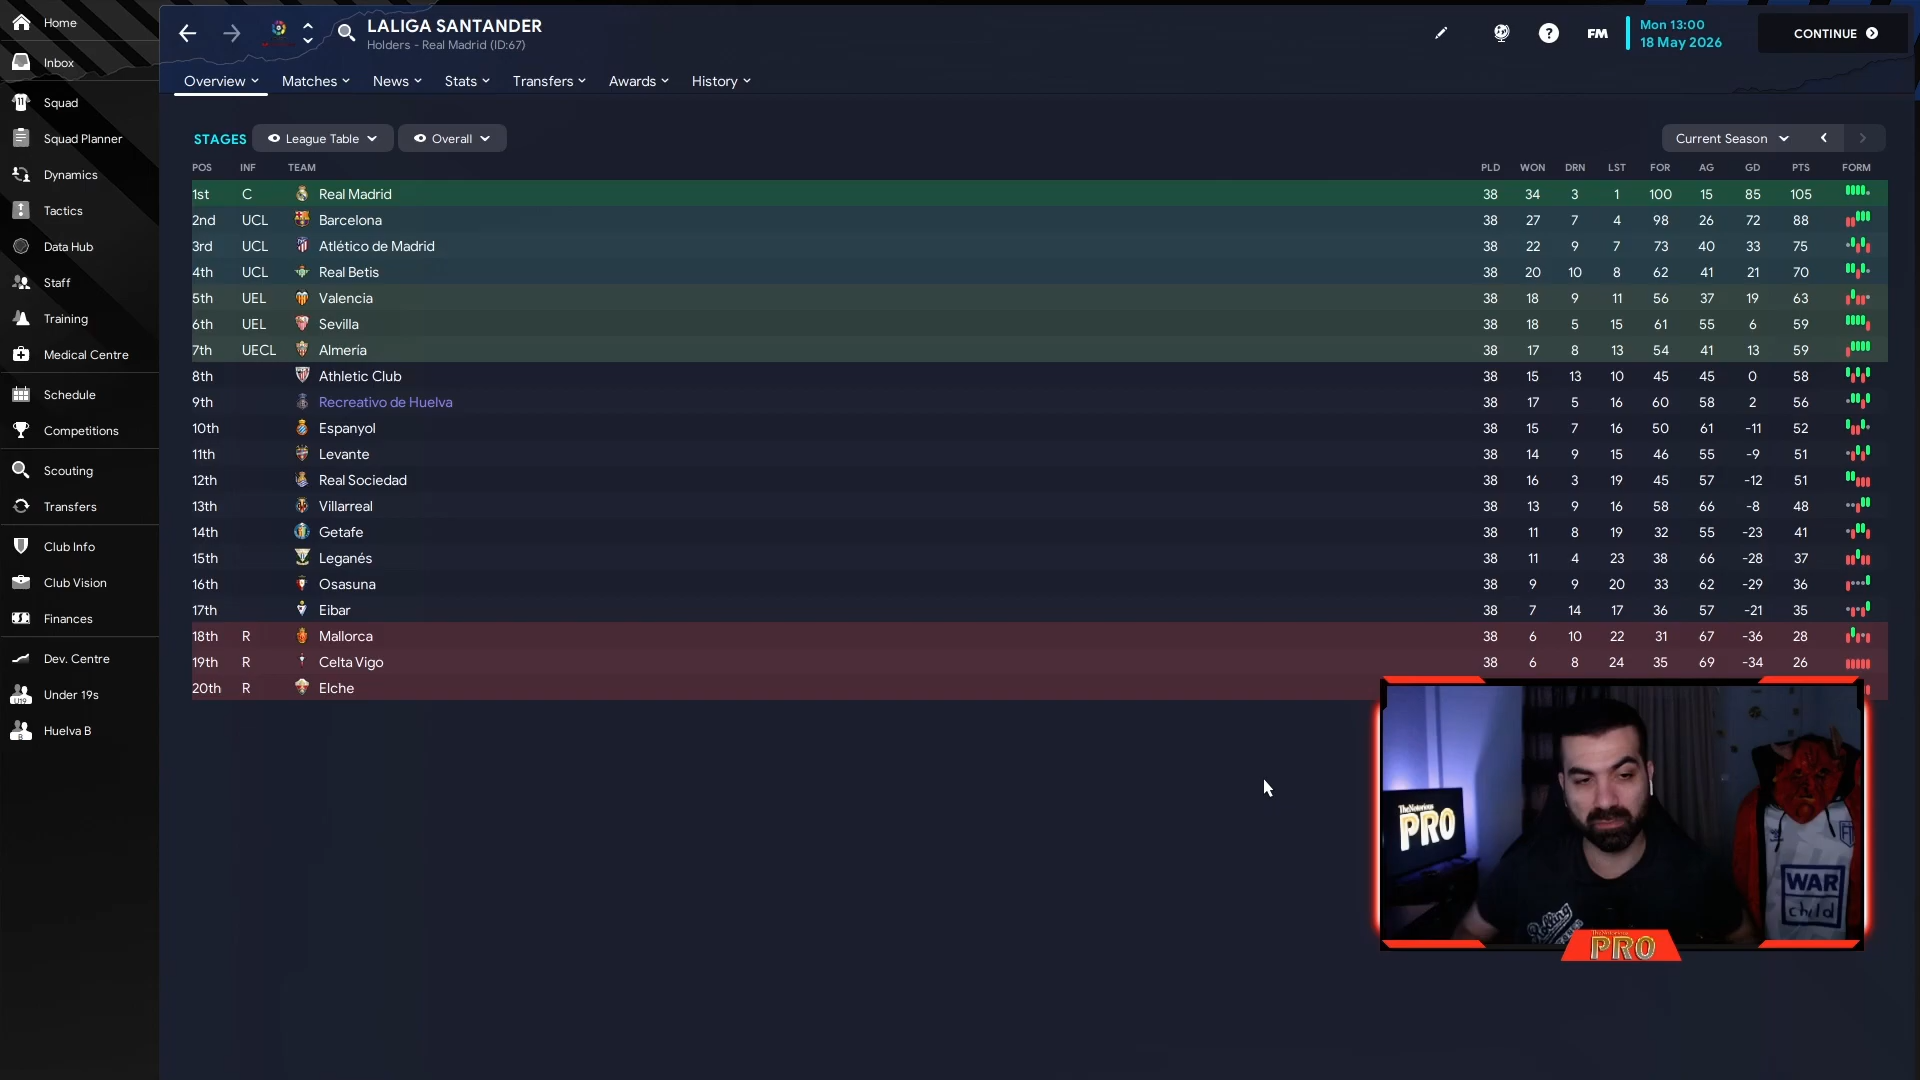 Home
Inbox
Squad
Squad Planner
Dynamics
Tactics
Data Hub
Staff
Training
Medical Centre
Schedule
Competitions
Scouting
Transfers
Club Info
Club Vision
Finances
Dev. Centre
Under 19s
Huelva B
LALIGA SANTANDER
Holders - Real Madrid (ID:67)
FM
Mon 13:00
18 May 2026
CONTINUE
Overview Matches News Stats Transfers Awards History
STAGES League Table Overall Current Season
POS INF TEAM PLD WON DRN LST FOR AG GD PTS FORM
1st C Real Madrid 38 34 3 1 100 15 85 105
2nd UCL Barcelona 38 27 7 4 98 26 72 88
3rd UCL Atlético de Madrid 38 22 9 7 73 40 33 75
4th UCL Real Betis 38 20 10 8 62 41 21 70
5th UEL Valencia 38 18 9 11 56 37 19 63
6th UEL Sevilla 38 18 5 15 61 55 6 59
7th UECL Almería 38 17 8 13 54 41 13 59
8th Athletic Club 38 15 13 10 45 45 0 58
9th Recreativo de Huelva 38 17 5 16 60 58 2 56
10th Espanyol 38 15 7 16 50 61 -11 52
11th Levante 38 14 9 15 46 55 -9 51
12th Real Sociedad 38 16 3 19 45 57 -12 51
13th Villarreal 38 13 9 16 58 66 -8 48
14th Getafe 38 11 8 19 32 55 -23 41
15th Leganés 38 11 4 23 38 66 -28 37
16th Osasuna 38 9 9 20 33 62 -29 36
17th Eibar 38 7 14 17 36 57 -21 35
18th R Mallorca 38 6 10 22 31 67 -36 28
19th R Celta Vigo 38 6 8 24 35 69 -34 26
20th R Elche
TheNotorious
PRO
WAR
child
Rolling
TheNotorious
PRO